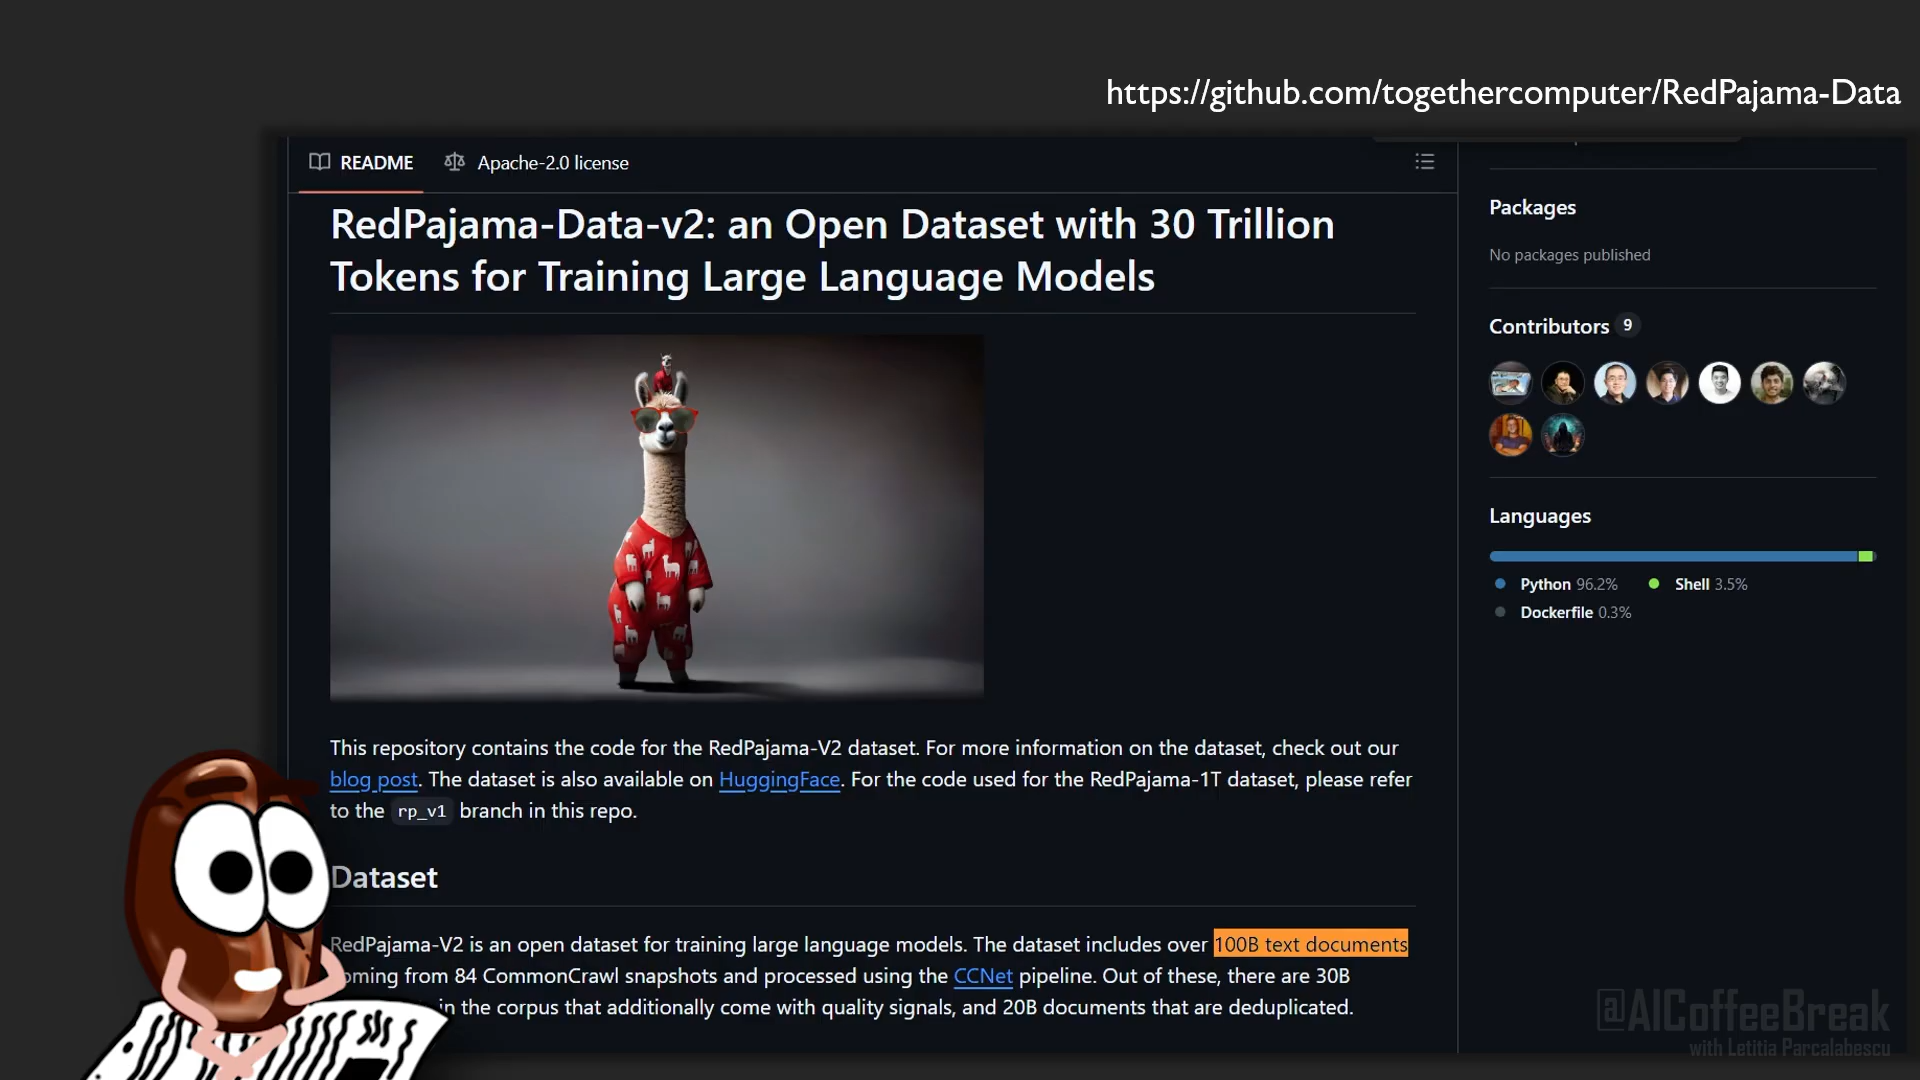 https://github.com/togethercomputer/RedPajama-Data
README
Apache-2.0 license
RedPajama-Data-v2: an Open Dataset with 30 Trillion
Tokens for Training Large Language Models
This repository contains the code for the RedPajama-V2 dataset. For more information on the dataset, check out our
blog post. The dataset is also available on HuggingFace. For the code used for the RedPajama-1T dataset, please refer
to the rp_v1 branch in this repo.
Dataset
RedPajama-V2 is an open dataset for training large language models. The dataset includes over 100B text documents
oming from 84 CommonCrawl snapshots and processed using the CCNet pipeline. Out of these, there are 30B
in the corpus that additionally come with quality signals, and 20B documents that are deduplicated.
Packages
No packages published
Contributors 9
Languages
Python 96.2%
Shell 3.5%
Dockerfile 0.3%
@AICoffeeBreak
with Letitia Parcalabescu